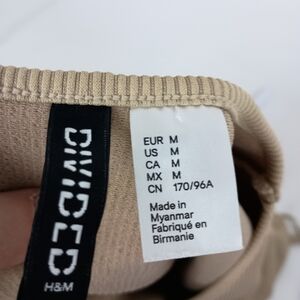 DIVIDED
H&M
EUR M
US M
CA M
MX M
CN 170/96A
Made in
Myanmar
Fabriqué en
Birmanie